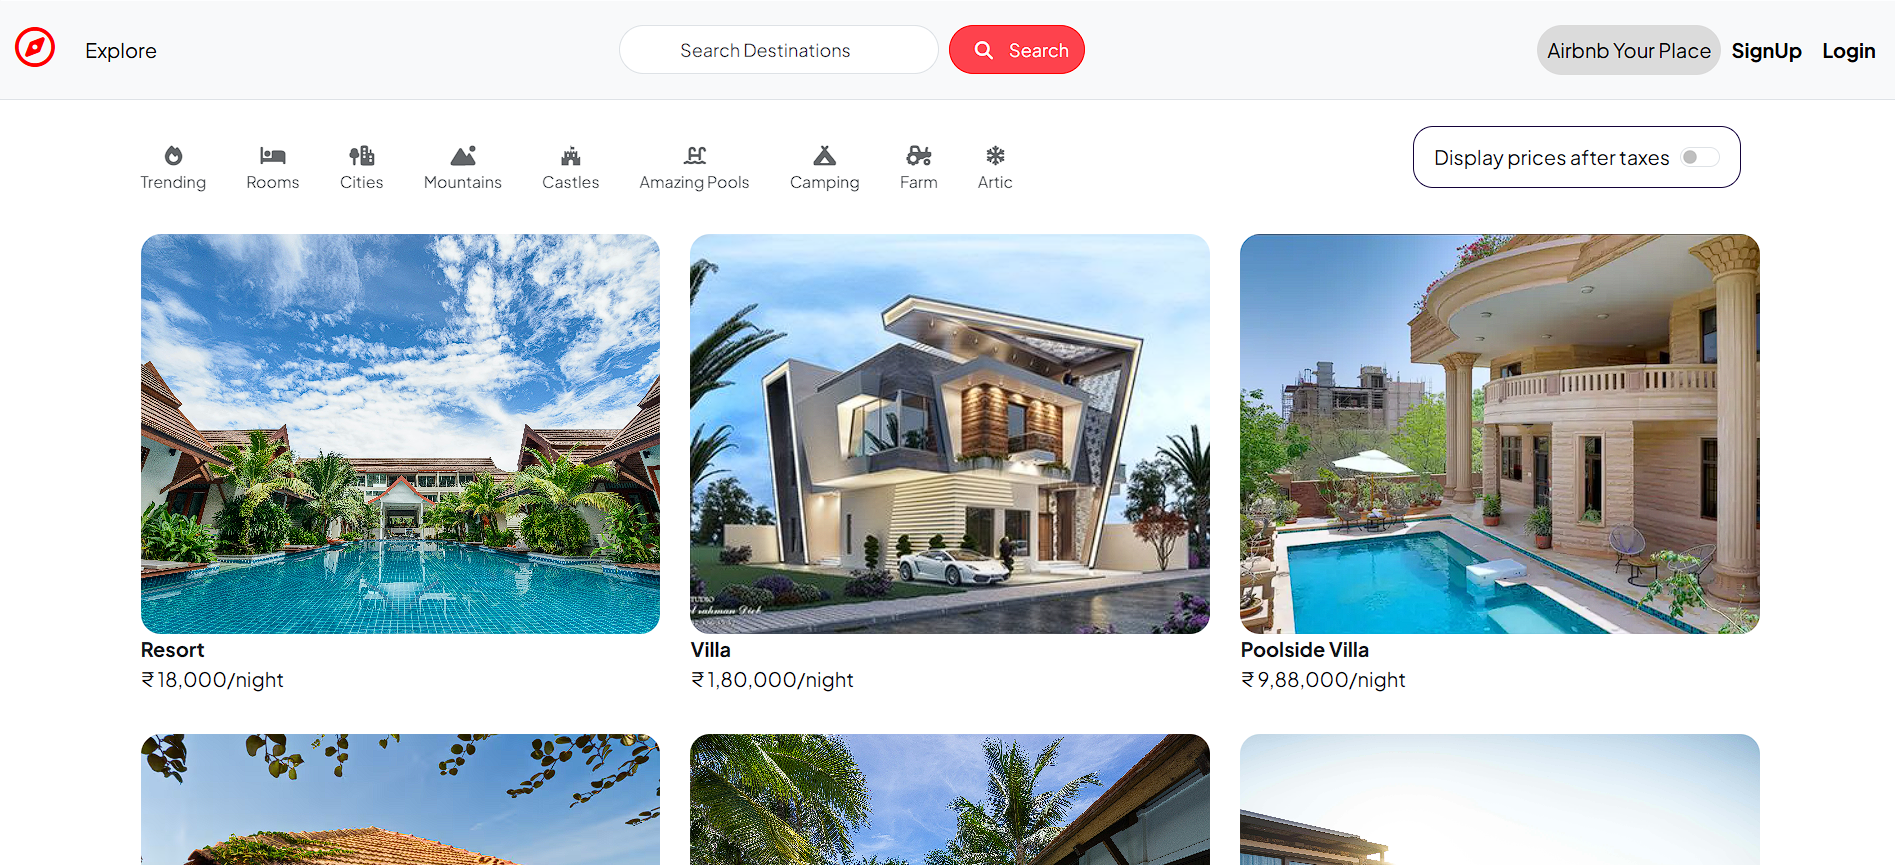 Explore
Search Destinations
Search
Airbnb Your Place
SignUp
Login
Trending
Rooms
Cities
Mountains
Castles
Amazing Pools
Camping
Farm
Artic
Display prices after taxes
Resort
₹18,000/night
Villa
₹1,80,000/night
Poolside Villa
₹9,88,000/night